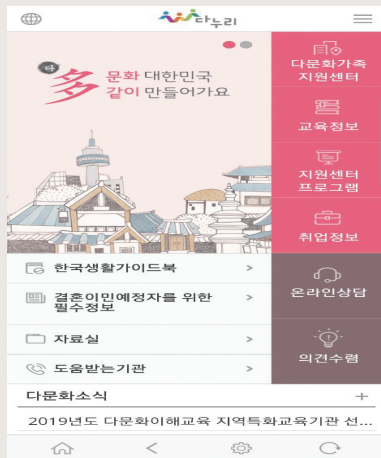 다누리
다
多 문화 대한민국
같이 만들어가요
다문화가족
지원센터
교육정보
지원센터
프로그램
취업정보
온라인상담
의견수렴
한국생활가이드북 >
결혼이민예정자를 위한
필수정보 >
자료실 >
도움받는기관 >
다문화소식 +
2019년도 다문화이해교육 지역특화교육기관 선...